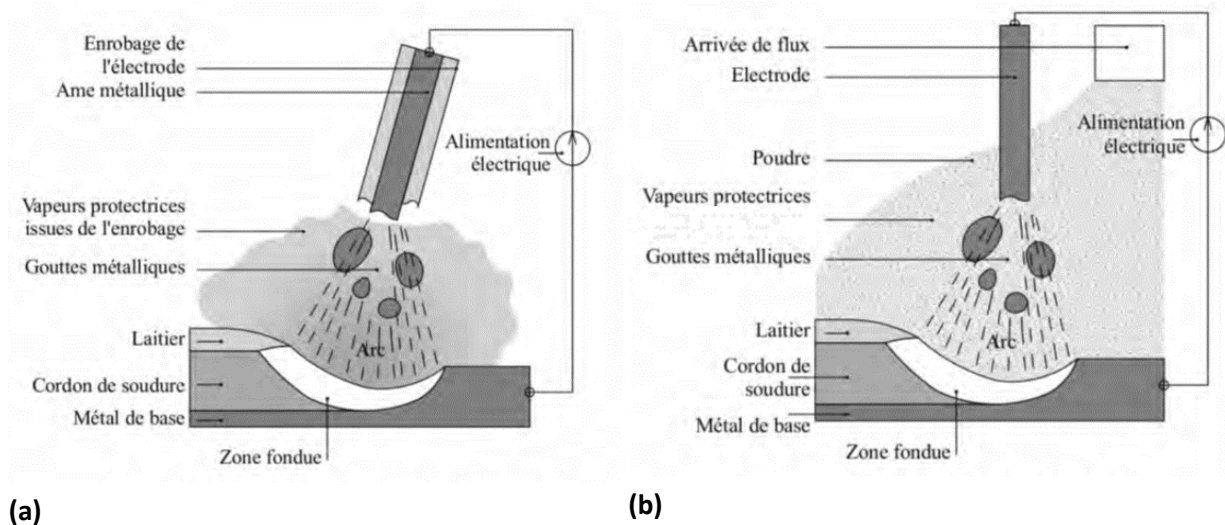 Enrobage de
l'électrode
Ame métallique
Alimentation
électrique
Vapeurs protectrices
issues de l'enrobage
Gouttes métalliques
Laitier
Arc
Cordon de soudure
Métal de base
Zone fondue
(a)
Arrivée de flux
Electrode
Alimentation
électrique
Poudre
Vapeurs protectrices
Gouttes métalliques
Laitier
Arc
Cordon de
soudure
Métal de base
Zone fondue
(b)